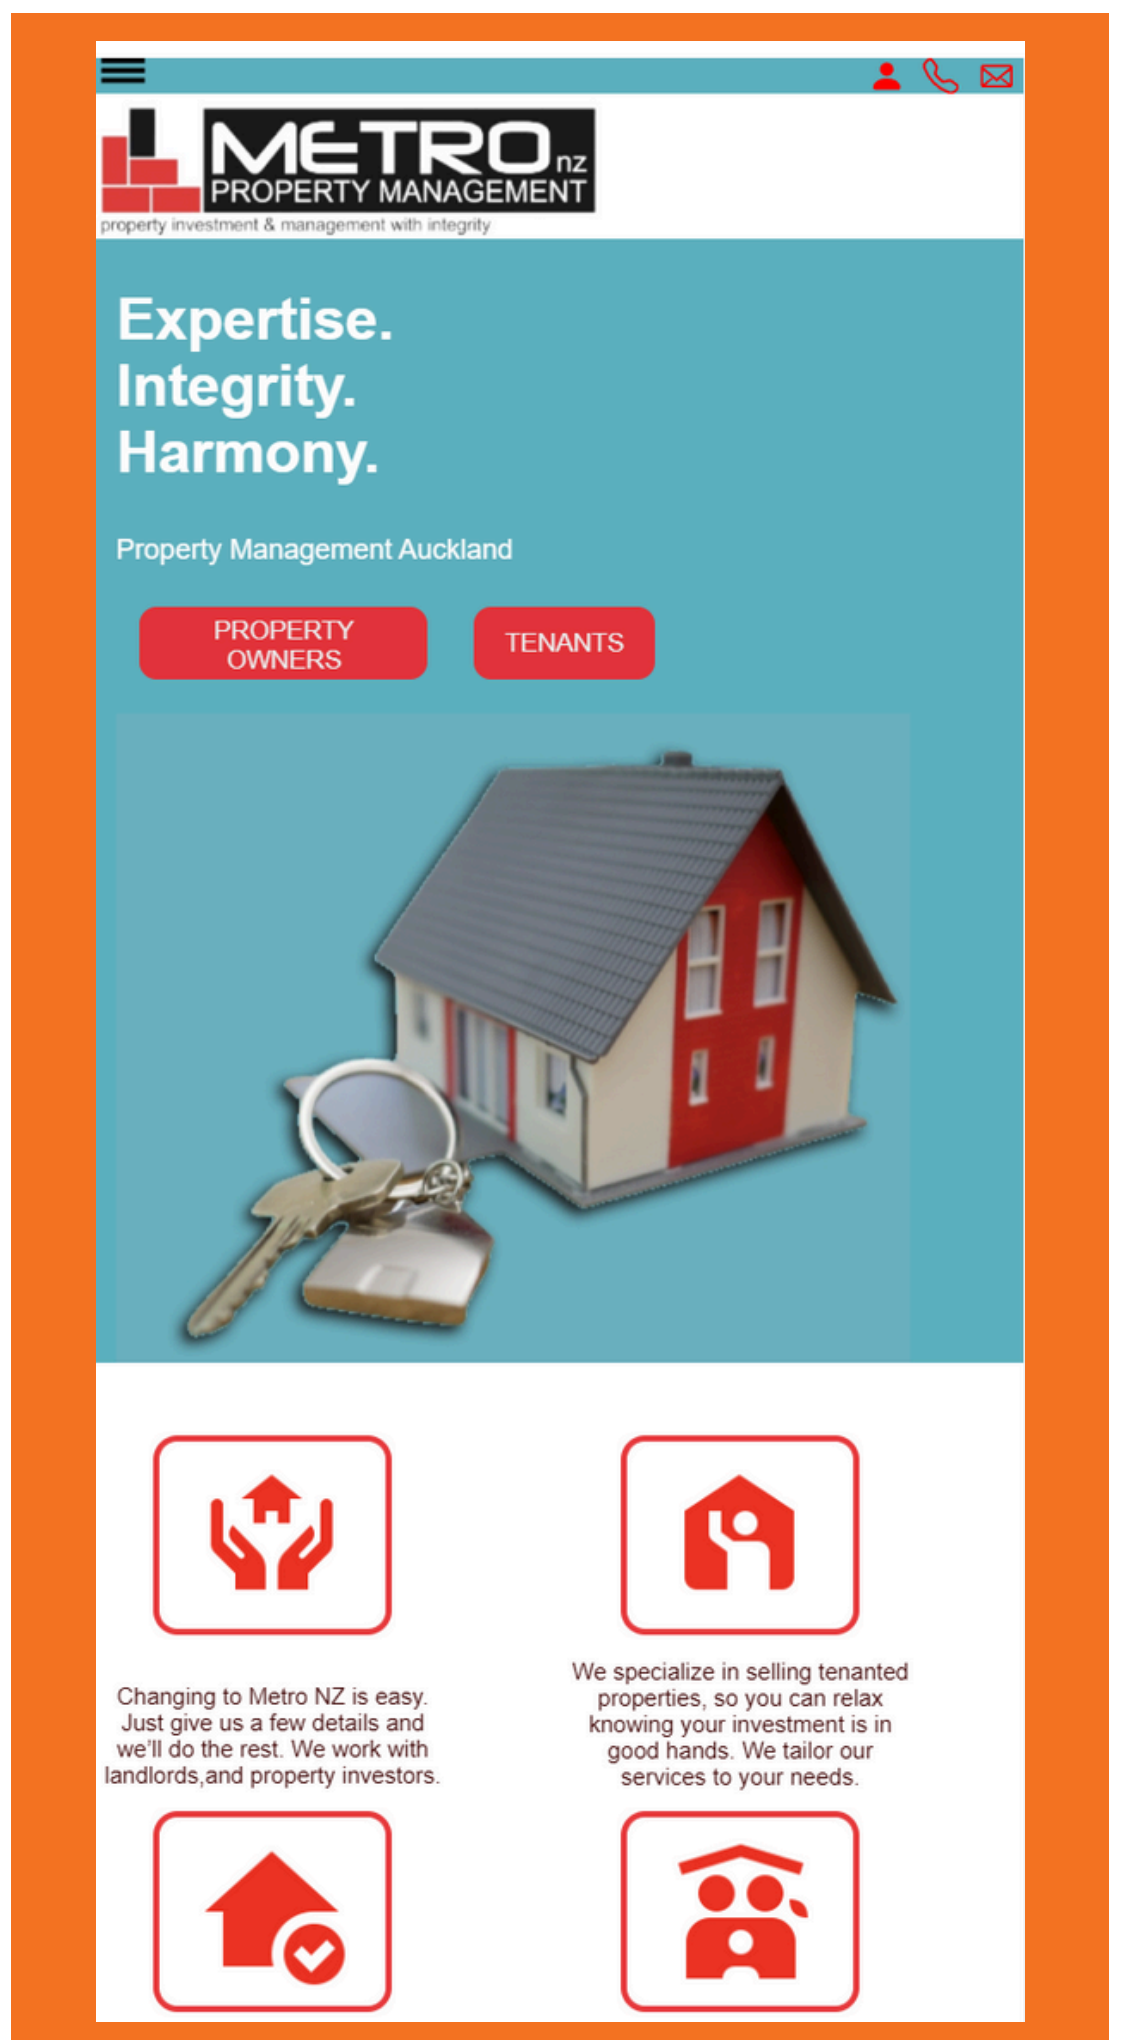 METRO nz
PROPERTY MANAGEMENT
property investment & management with integrity
Expertise.
Integrity.
Harmony.
Property Management Auckland
PROPERTY
OWNERS
TENANTS
Changing to Metro NZ is easy.
Just give us a few details and
we'll do the rest. We work with
landlords,and property investors.
We specialize in selling tenanted
properties, so you can relax
knowing your investment is in
good hands. We tailor our
services to your needs.